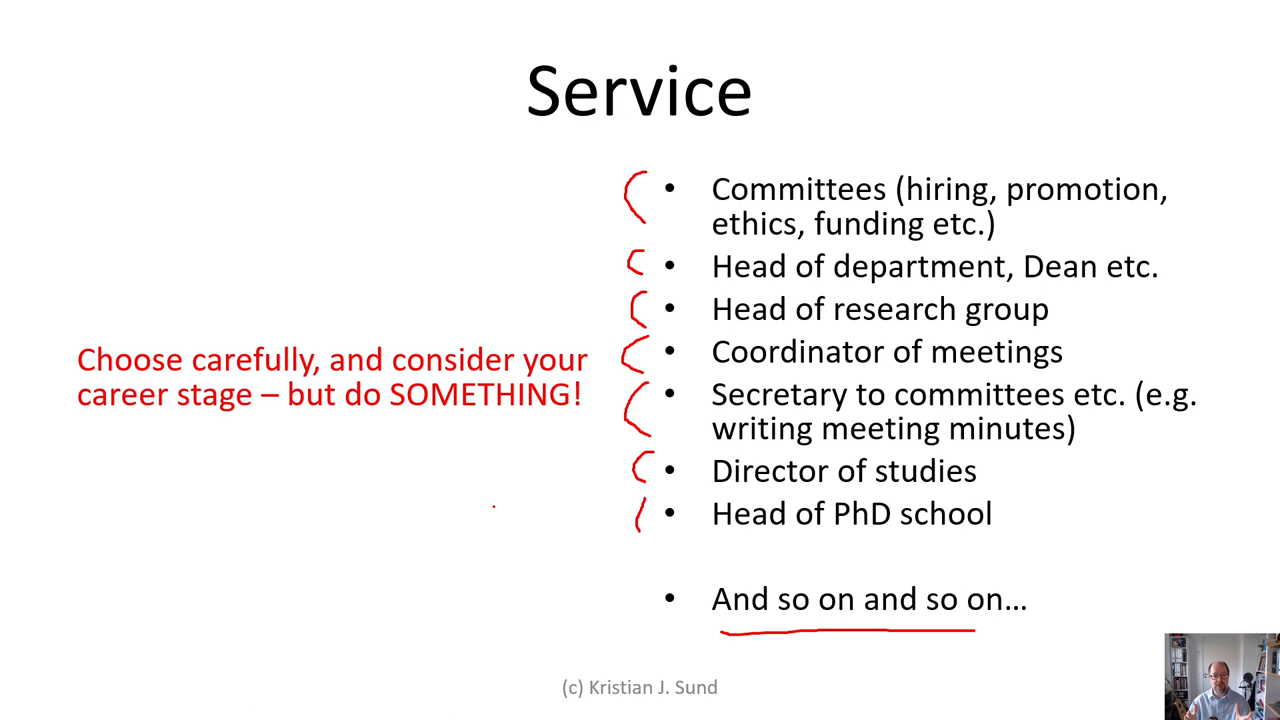 Service
Choose carefully, and consider your
career stage – but do SOMETHING!
• Committees (hiring, promotion,
ethics, funding etc.)
• Head of department, Dean etc.
• Head of research group
• Coordinator of meetings
• Secretary to committees etc. (e.g.
writing meeting minutes)
• Director of studies
• Head of PhD school
• And so on and so on…
(c) Kristian J. Sund